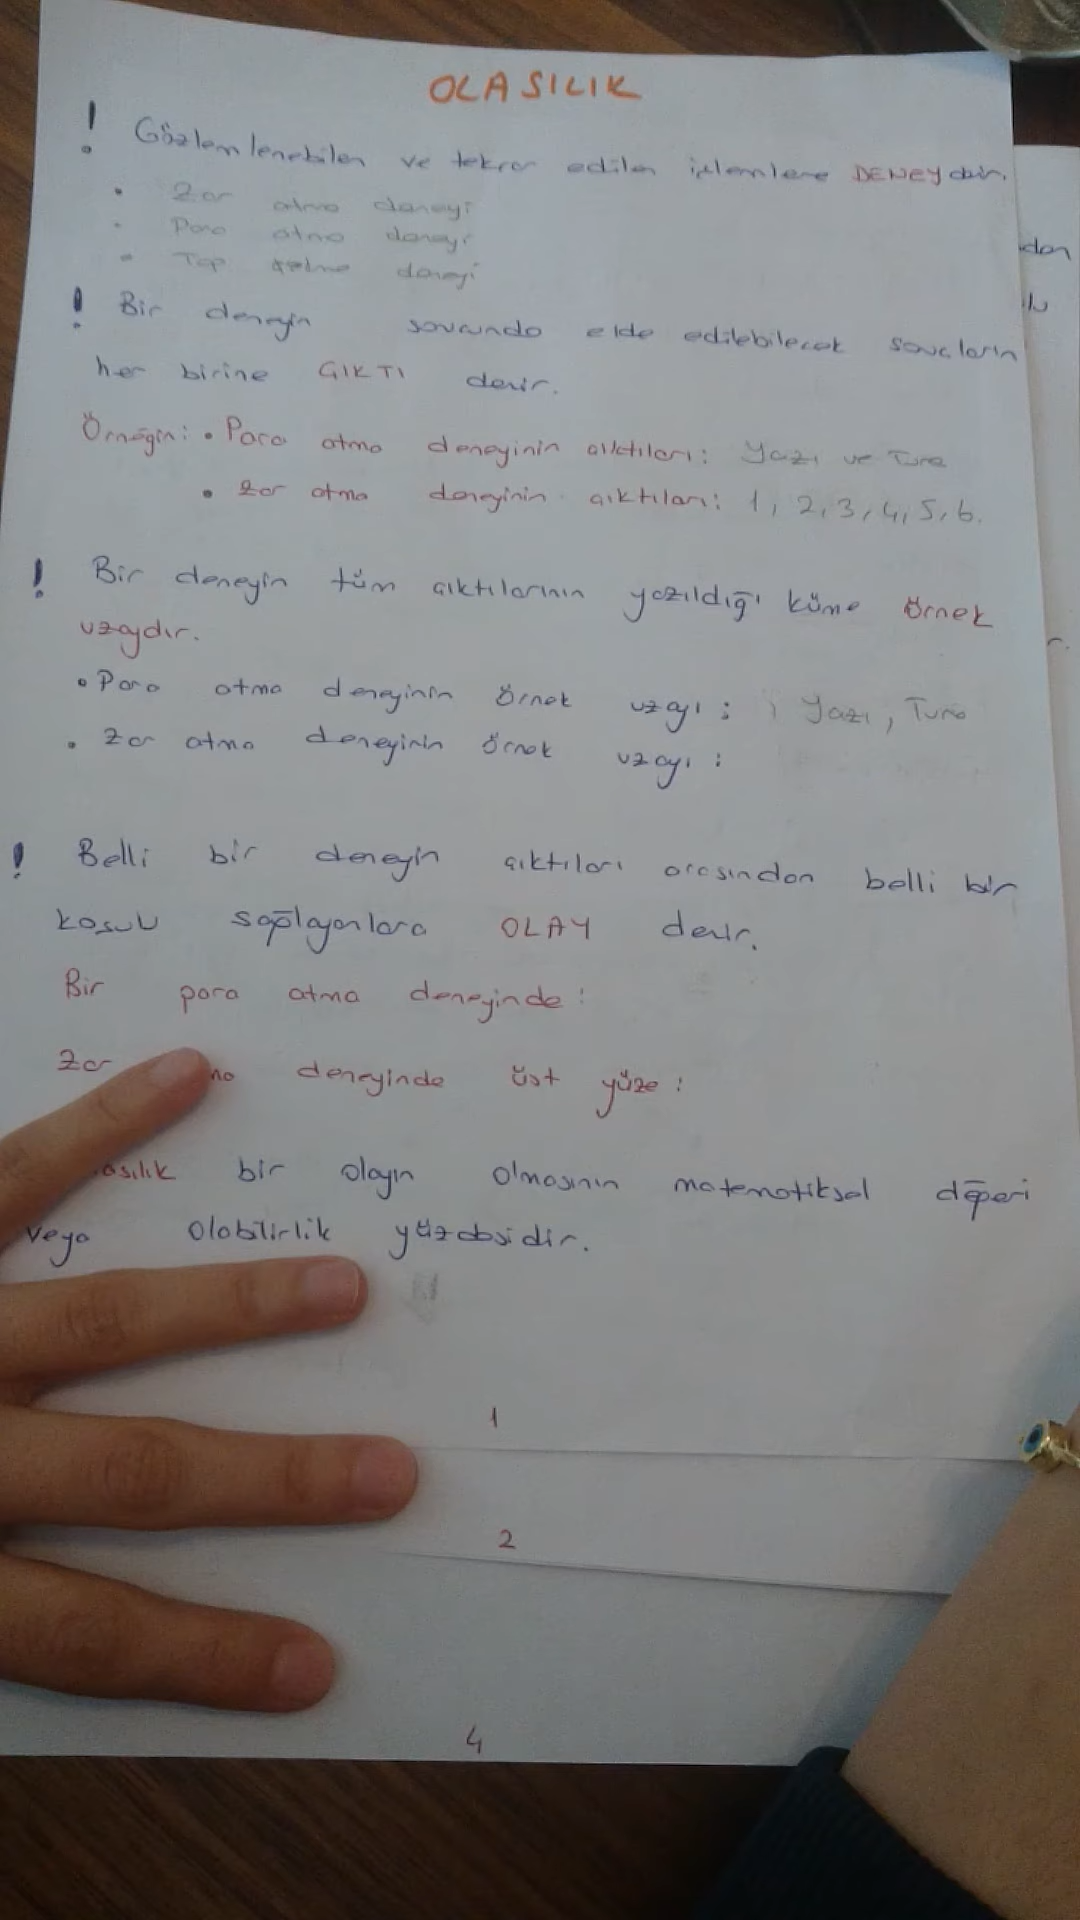 OLASILIK
! Gözlemlenebilen ve tekrar edilen işlemlere DENEY denir.
• Zar atma deneyi
• Para atma deneyi
• Top çekme deneyi
! Bir deneyin sonucunda elde edilebilecek sonuçların
her birine ÇIKTI denir.
Örneğin: • Para atma deneyinin çıktıları: Yazı ve Tura
• Zar atma deneyinin çıktıları: 1, 2, 3, 4, 5, 6.
! Bir deneyin tüm çıktılarının yazıldığı küme örnek
uzaydır.
• Para atma deneyinin örnek uzayı: Yazı, Tura
• Zar atma deneyinin örnek uzayı:
! Belli bir deneyin çıktıları arasından belli bir
koşulu sağlayanlara OLAY denir.
Bir para atma deneyinde:
Zar deneyinde üst yüze:
asılık bir olayın olmasının matematiksel değeri
veya olabilirlik yüzdesidir.
1
2
4
dan
lu